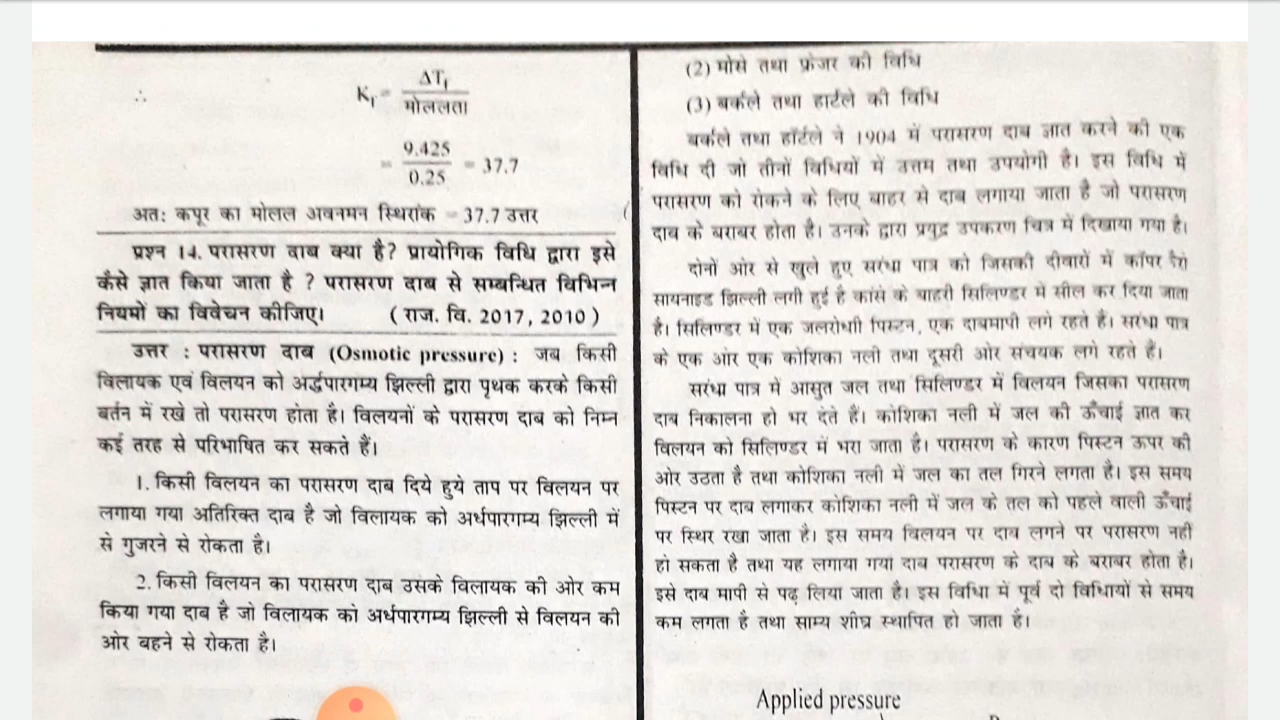 ∴ K_f = ΔT_f / मोललता
= 9.425 / 0.25 = 37.7
अतः कपूर का मोलल अवनमन स्थिरांक = 37.7 उत्तर
प्रश्न 14. परासरण दाब क्या है? प्रायोगिक विधि द्वारा इसे
कैसे ज्ञात किया जाता है ? परासरण दाब से सम्बन्धित विभिन्न
नियमों का विवेचन कीजिए। ( राज. वि. 2017, 2010 )
उत्तर : परासरण दाब (Osmotic pressure) : जब किसी
विलायक एवं विलयन को अर्द्धपारगम्य झिल्ली द्वारा पृथक करके किसी
बर्तन में रखे तो परासरण होता है। विलयनों के परासरण दाब को निम्न
कई तरह से परिभाषित कर सकते हैं।
1. किसी विलयन का परासरण दाब दिये हुये ताप पर विलयन पर
लगाया गया अतिरिक्त दाब है जो विलायक को अर्धपारगम्य झिल्ली में
से गुजरने से रोकता है।
2. किसी विलयन का परासरण दाब उसके विलायक की ओर कम
किया गया दाब है जो विलायक को अर्धपारगम्य झिल्ली से विलयन की
ओर बहने से रोकता है।
(2) मोर्स तथा फ्रेजर की विधि
(3) बर्कले तथा हार्टले की विधि
बर्कले तथा हॉर्टले ने 1904 में परासरण दाब ज्ञात करने की एक
विधि दी जो तीनों विधियों में उत्तम तथा उपयोगी है। इस विधि में
परासरण को रोकने के लिए बाहर से दाब लगाया जाता है जो परासरण
दाब के बराबर होता है। उनके द्वारा प्रयुद्र उपकरण चित्र में दिखाया गया है।
दोनों ओर से खुले हुए सरंध्रा पात्र को जिसकी दीवारों में कॉपर
सायनाइड झिल्ली लगी हुई है कांसे के बाहरी सिलिण्डर में सील कर दिया जाता
है। सिलिण्डर में एक जलरोधाी पिस्टन, एक दाबमापी लगे रहते हैं। सरंध्रा पात्र
के एक ओर एक कोशिका नली तथा दूसरी ओर संचयक लगे रहते है।
सरंध्रा पात्र में आसुत जल तथा सिलिण्डर में विलयन जिसका परासरण
दाब निकालना हो भर देते हैं। कोशिका नली में जल की ऊँचाई ज्ञात कर
विलयन को सिलिण्डर में भरा जाता है। परासरण के कारण पिस्टन ऊपर की
ओर उठता है तथा कोशिका नली में जल का तल गिरने लगता है। इस समय
पिस्टन पर दाब लगाकर कोशिका नली में जल के तल को पहले वाली ऊँचाई
पर स्थिर रखा जाता है। इस समय विलयन पर दाब लगने पर परासरण नहीं
हो सकता है तथा यह लगाया गया दाब परासरण के दाब के बराबर होता है।
इसे दाब मापी से पढ़ लिया जाता है। इस विधिा में पूर्व दो विधिायों से समय
कम लगता है तथा साम्य शीघ्र स्थापित हो जाता है।
Applied pressure